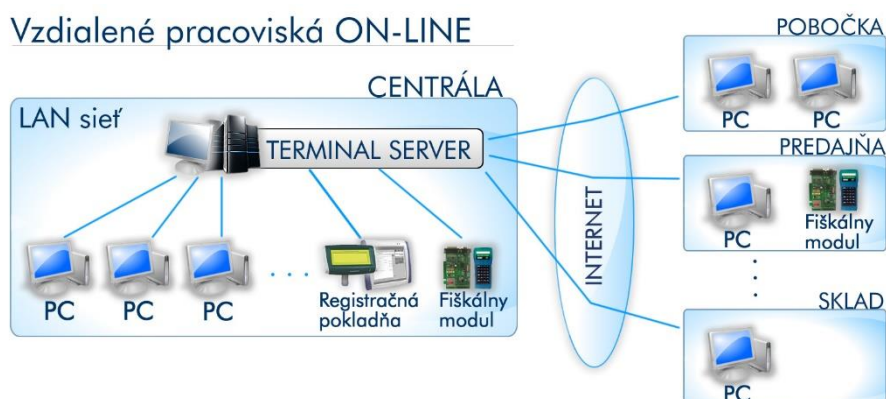 Vzdialené pracoviská ON-LINE
CENTRÁLA
LAN sieť
TERMINAL SERVER
PC
PC
PC
. . .
Registračná
pokladňa
Fiškálny
modul
INTERNET
POBOČKA
PC
PC
PREDAJŇA
PC
Fiškálny
modul
SKLAD
PC